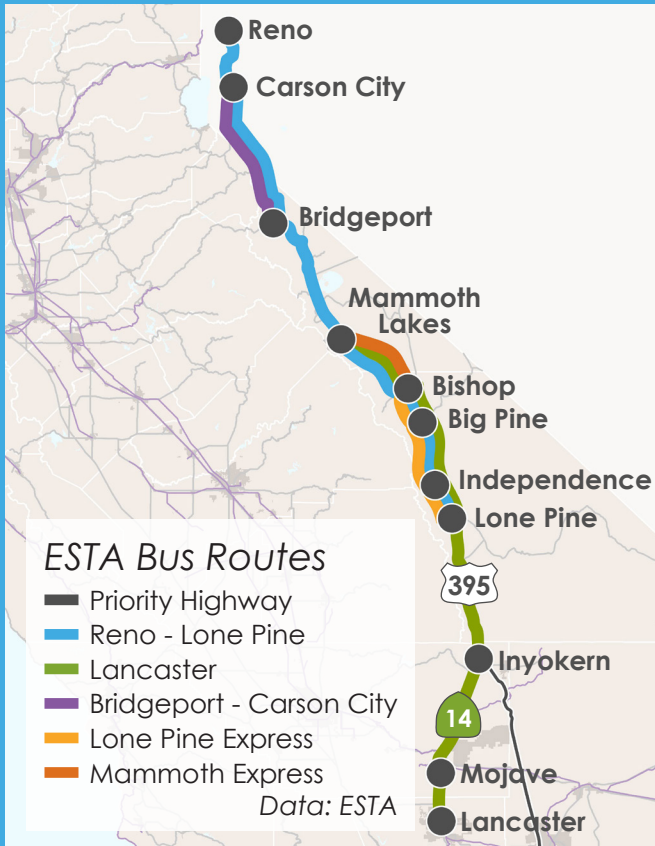 Reno
Carson City
Bridgeport
Mammoth
Lakes
Bishop
Big Pine
Independence
Lone Pine
395
Inyokern
14
Mojave
Lancaster
ESTA Bus Routes
Priority Highway
Reno - Lone Pine
Lancaster
Bridgeport - Carson City
Lone Pine Express
Mammoth Express
Data: ESTA